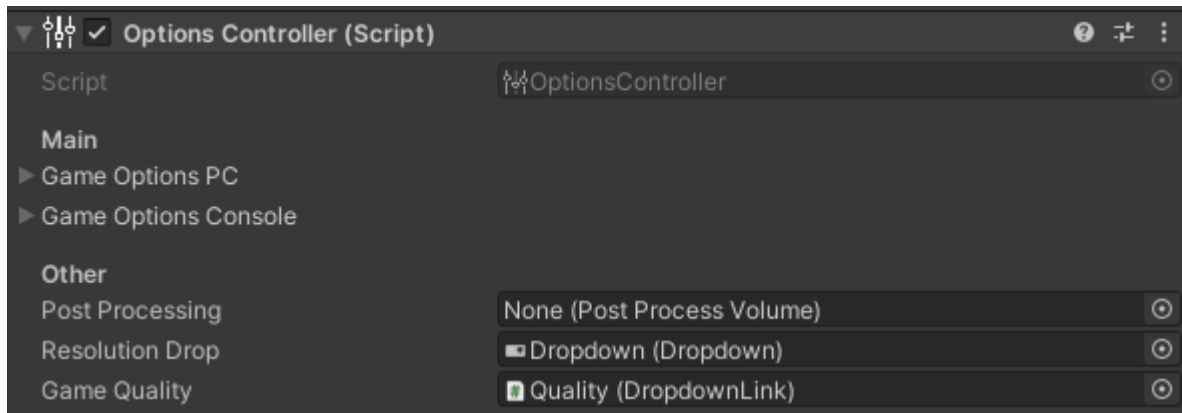 Options Controller (Script)
Script OptionsController
Main
Game Options PC
Game Options Console
Other
Post Processing None (Post Process Volume)
Resolution Drop Dropdown (Dropdown)
Game Quality Quality (DropdownLink)